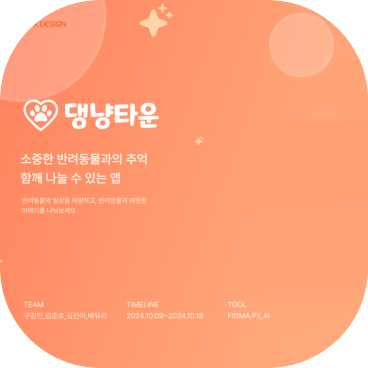 DESIGN
댕냥타운
소중한 반려동물과의 추억
함께 나눌 수 있는 앱
반려동물의 일상을 자랑하고, 반려인들과 따뜻한
이야기를 나눠보세요
TEAM
TIMELINE
TOOL
구강민,김준호,김진아,배유리
2024.10.09~2024.10.18
FIGMA,PS,AI